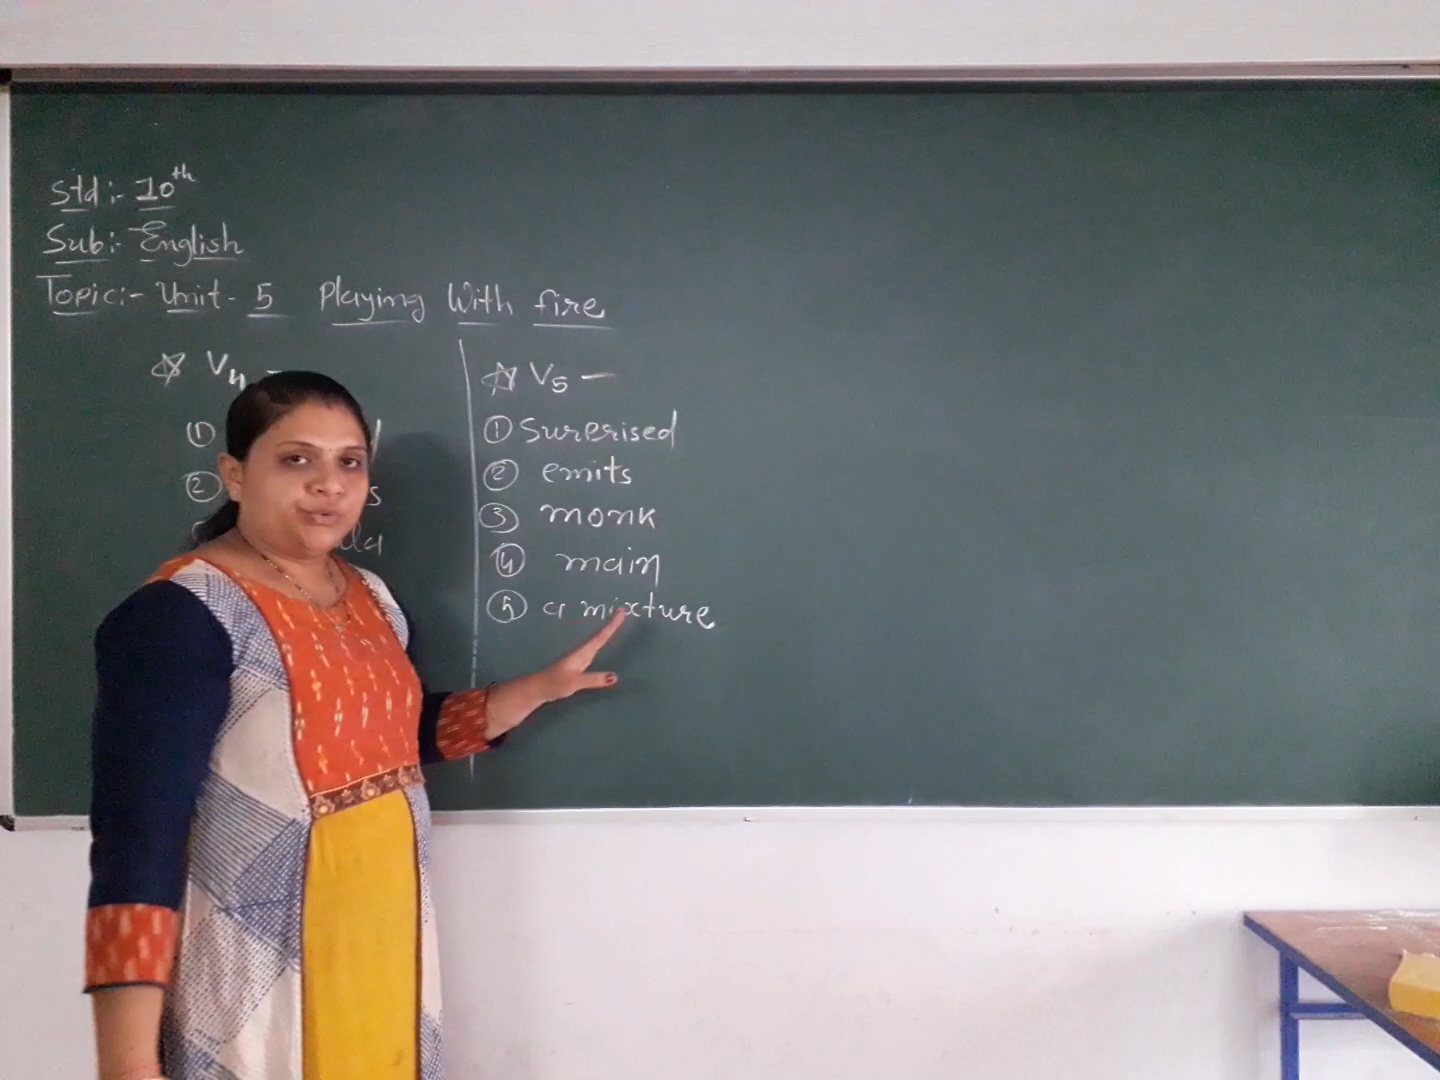 Std:- 10th
Sub:- English
Topic:- Unit- 5 Playing With fire
☆ V4 -
①
②
☆ V5 -
① Surprised
② emits
③ monk
④ main
⑤ a mixture